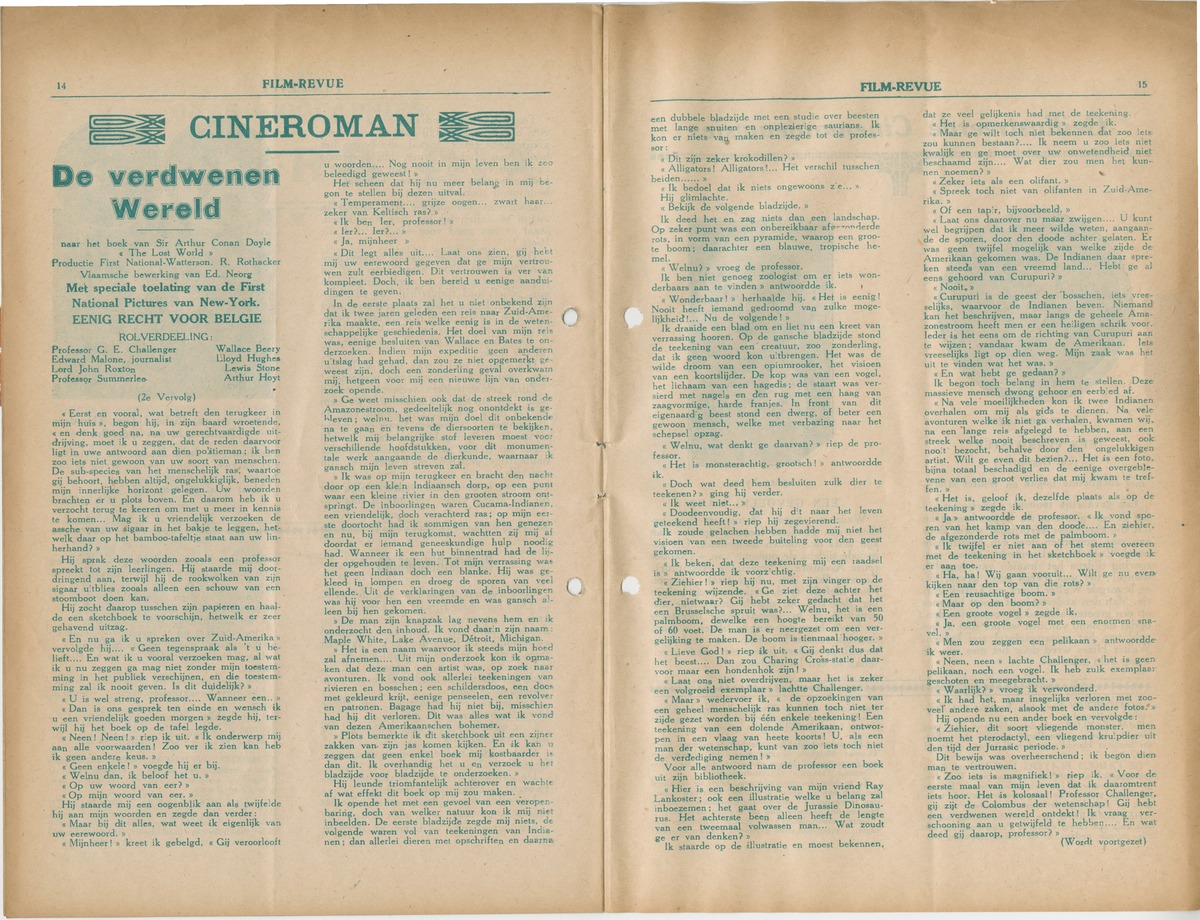 14
FILM-REVUE
CINEROMAN
De verdwenen
Wereld
naar het boek van Sir Arthur Conan Doyle
« The Lost World »
Productie First National-Watterson. R. Rothacker
Vlaamsche bewerking van Ed. Neorg
Met speciale toelating van de First
National Pictures van New-York.
EENIG RECHT VOOR BELGIE
ROLVERDEELING:
Professor G. E. Challenger Wallace Beery
Edward Malone, journalist Lloyd Hughes
Lord John Roxton Lewis Stone
Professor Summerlee Arthur Hoyt
(2e Vervolg)
« Eerst en vooral, wat betreft den terugkeer in
mijn huis », begon hij, in zijn baard wroetende,
« en denk goed na, na uw gerechtvaardigde uit-
drijving, moet ik u zeggen, dat de reden daarvoor
ligt in uwe antwoord aan dien politieman; ik ben
zoo iets niet gewoon van uw soort van menschen.
De sub-species van het menschelijk ras, waartoe
gij behoort, hebben altijd, ongelukkiglijk, beneden
mijn innerlijke horizont gelegen. Uw woorden
brachten er u plots boven. En daarom heb ik u
verzocht terug te keeren om met u meer in kennis
te komen... Mag ik u vriendelijk verzoeken de
assche van uw sigaar in het bakje te leggen, het-
welk daar op het bamboo-tafeltje staat aan uw lin-
herhand? »
Hij sprak deze woorden zooals een professor
spreekt tot zijn leerlingen. Hij staarde mij door-
dringend aan, terwijl hij de rookwolken van zijn
sigaar uitblies zooals alleen een schouw van een
stoomboot doen kan.
Hij zocht daarop tusschen zijn papieren en haal-
de een sketchboek te voorschijn, hetwelk er zeer
gehavend uitzag.
« En nu ga ik u spreken over Zuid-Amerika »
vervolgde hij.... « Geen tegenspraak als 't u be-
lieft.... En wat ik u vooral verzoeken mag, al wat
ik u nu zeggen ga mag niet zonder mijn toestem-
ming in het publiek verschijnen, en die toestem-
ming zal ik nooit geven. Is dit duidelijk? »
« U is wel streng, professor.... Wanneer een... »
« Dan is ons gesprek ten einde en wensch ik
u een vriendelijk goeden morgen » zegde hij, ter-
wijl hij het boek op de tafel legde.
« Neen! Neen! » riep ik uit. « Ik onderwerp mij
aan alle voorwaarden! Zoo ver ik zien kan heb
ik geen andere keus. »
« Geen enkele! » voegde hij er bij.
« Welnu dan, ik beloof het u. »
« Op uw woord van eer? »
« Op mijn woord van eer. »
Hij staarde mij een oogenblik aan als twijfelde
hij aan mijn woorden en zegde dan verder:
« Maar bij dit alles, wat weet ik eigenlijk van
uw eerewoord. »
« Mijnheer! » kreet ik gebelgd, « Gij veroorlooft
u woorden.... Nog nooit in mijn leven ben ik zoo
beleedigd geweest! »
Het scheen dat hij nu meer belang in mij be-
gon te stellen bij dezen uitval.
« Temperament.... grijze oogen... zwart haar...
zeker van Keltisch ras? »
« Ik ben Ier, professor! »
« Ier?... Ier?... »
« Ja, mijnheer »
« Dit legt alles uit.... Laat ons zien, gij hebt
mij uw eerewoord gegeven dat ge mijn vertrou-
wen zult eerbiedigen. Dit vertrouwen is ver van
kompleet. Doch, ik ben bereid u eenige aandui-
dingen te geven.
In de eerste plaats zal het u niet onbekend zijn
dat ik twee jaren geleden een reis naar Zuid-Ame-
rika maakte, een reis welke eenig is in de weten-
schappelijke geschiedenis. Het doel van mijn reis
was, eenige besluiten van Wallace en Bates te on-
derzoeken. Indien mijn expeditie geen anderen
uitslag had gehad, dan zou ze niet opgemerkt ge-
weest zijn, doch een zonderling geval overkwam
mij, hetgeen voor mij een nieuwe lijn van onder-
zoek opende.
« Ge weet misschien ook dat de streek rond de
Amazonestroom, gedeeltelijk nog onontdekt is ge-
bleven; welnu, het was mijn doel dit onbekende
na te gaan en tevens de diersoorten te bekijken,
hetwelk mij belangrijke stof leveren moest voor
verschillende hoofdstukken, voor dit monumen-
tale werk aangaande de dierkunde, waarnaar ik
gansch mijn leven streven zal.
« Ik was op mijn terugkeer en bracht den nacht
door op een klein Indiaansch dorp, op een punt
waar een kleine rivier in den grooten stroom ont-
springt. De inboorlingen waren Cucama-Indianen,
een vriendelijk, doch verachterd ras; op mijn eer-
ste doortocht had ik sommigen van hen genezen
en nu, bij mijn terugkomst, wachtten zij mij af
doordat er iemand geneeskundige hulp noodig
had. Wanneer ik een hut binnentrad had de lij-
der opgehouden te leven. Tot mijn verrassing was
het geen Indiaan doch een blanke. Hij was ge-
kleed in lompen en droeg de sporen van veel
ellende. Uit de verklaringen van de inboorlingen
was hij voor hen een vreemde en was gansch al-
leen bij hen gekomen.
« De man zijn knapzak lag nevens hem en ik
onderzocht den inhoud. Ik vond daarin zijn naam:
Maple White, Lake Avenue, Détroit, Michigan.
« Het is een naam waarvoor ik steeds mijn hoed
zal afnemen.... Uit mijn onderzoek kon ik opma-
ken dat deze man een artist was, op zoek naar
avonturen. Ik vond ook allerlei teekeningen van
rivieren en bosschen; een schildersdoos, een doos
met gekleurd krijt, eenige penseelen, een revolver
en patronen. Bagage had hij niet bij, misschien
had hij dit verloren. Dit was alles wat ik vond
van dezen Amerikaanschen bohemer.
« Plots bemerkte ik dit sketchboek uit een zijner
zakken van zijn jas komen kijken. En ik kan u
zeggen dat geen enkel boek mij kostbaarder is
dan dit. Ik overhandig het u en verzoek u het
bladzijde voor bladzijde te onderzoeken. »
Hij leunde triomfantelijk achterover en wachtte
af wat effekt dit boek op mij zou maken.
Ik opende het met een gevoel van een veropen-
baring, doch van welker natuur kon ik mij niet
inbeelden. De eerste bladzijde zegde mij niets, de
volgende waren vol van teekeningen van India-
nen; dan allerlei dieren met opschriften en daarna
FILM-REVUE
15
een dubbele bladzijde met een studie over beesten
met lange snuiten en onplezierige saurians. Ik
kon er niets van maken en zegde tot de profes-
sor:
« Dit zijn zeker krokodillen? »
« Alligators! Alligators!... Het verschil tusschen
beiden...... »
« Ik bedoel dat ik niets ongewoons zie... »
Hij glimlachte.
« Bekijk de volgende bladzijde. »
Ik deed het en zag niets dan een landschap.
Op zeker punt was een onbereikbaar afgezonderde
rots, in vorm van een pyramide, waarop een groo-
te boom; daarachter een blauwe, tropische he-
mel.
« Welnu? » vroeg de professor.
Ik ben niet genoeg zoologist om er iets won-
derbaars aan te vinden » antwoordde ik.
« Wonderbaar! » herhaalde hij. « Het is eenig!
Nooit heeft iemand gedroomd van zulke moge-
lijkheid!... Nu de volgende! »
Ik draaide een blad om en liet nu een kreet van
verrassing hooren. Op de gansche bladzijde stond
de teekening van een creatuur, zoo zonderling,
dat ik geen woord kon uitbrengen. Het was de
wilde droom van een opiumrooker, het visioen
van een koortslijder. De kop was van een vogel,
het lichaam van een hagedis; de staart was ver-
sierd met nagels en den rug met een haag van
zaagvormige, harde franjes. In front van dit
eigenaardig beest stond een dwerg, of beter een
gewoon mensch, welke met verbazing naar het
schepsel opzag.
« Welnu, wat denkt ge daarvan? » riep de pro-
fessor.
« Het is monsterachtig, grootsch! » antwoordde
ik.
« Doch wat deed hem besluiten zulk dier te
teekenen? » ging hij verder.
« Ik weet niet... »
« Doodeenvoudig, dat hij dit naar het leven
geteekend heeft! » riep hij zegevierend.
Ik zoude gelachen hebben hadde mij niet het
visioen van een tweede buiteling voor den geest
gekomen.
« Ik beken, dat deze teekening mij een raadsel
is » antwoordde ik voorzichtig.
« Ziehier! » riep hij nu, met zijn vinger op de
teekening wijzende. « Ge ziet deze achter het
dier, nietwaar? Gij hebt zeker gedacht dat het
een Brusselsche spruit was?... Welnu, het is een
palmboom, dewelke een hoogte bereikt van 50
of 60 voet. De man is er neergezet om een ver-
gelijking te maken. De boom is tienmaal hooger. »
« Lieve God! » riep ik uit. « Gij denkt dus dat
het beest.... Dan zou Charing Cross-statie daar-
voor maar een hondenhok zijn! »
« Laat ons niet overdrijven, maar het is zeker
een volgroeid exemplaar » lachtte Challenger.
« Maar » wedervoer ik, « de opzoekingen van
een geheel menschelijk ras kunnen toch niet ter
zijde gezet worden bij één enkele teekening! Een
teekening van een dolende Amerikaan, ontwor-
pen in een vlaag van heete koorts! U, als een
man der wetenschap, kunt van zoo iets toch niet
de verdediging nemen! »
Voor alle antwoord nam de professor een boek
uit zijn bibliotheek.
« Hier is een beschrijving van mijn vriend Ray
Lankoster; ook een illustratie welke u belang zal
inboezemen; het gaat over de Jurassie Dinosau-
rus. Het achterste been alleen heeft de lengte
van een tweemaal volwassen man... Wat zoudt
ge er van denken? »
Ik staarde op de illustratie en moest bekennen,
dat ze veel gelijkenis had met de teekening.
« Het is opmerkenswaardig » zegde ik.
« Maar ge wilt toch niet bekennen dat zoo iets
zou kunnen bestaan?.... Ik neem u zoo iets niet
kwalijk en ge moet over uw onwetendheid niet
beschaamd zijn.... Wat dier zou men het kun-
nen noemen? »
« Zeker iets als een olifant. »
« Spreek toch niet van olifanten in Zuid-Ame-
rika. »
« Of een tapir, bijvoorbeeld. »
« Laat ons daarover nu maar zwijgen.... U kunt
wel begrijpen dat ik meer wilde weten, aangaan-
de de sporen, door den doode achter gelaten. Er
was geen twijfel mogelijk van welke zijde de
Amerikaan gekomen was. De Indianen daar spre-
ken steeds van een vreemd land... Hebt ge al
eens gehoord van Curupuri? »
« Nooit. »
« Curupuri is de geest der bosschen, iets vree-
selijks, waarvoor de Indianen beven. Niemand
kan het beschrijven, maar langs de geheele Ama-
zonestroom heeft men er een heiligen schrik voor.
Ieder is het eens om de richting van Curupuri aan
te wijzen; vandaar kwam de Amerikaan. Iets
vreeselijks ligt op dien weg. Mijn zaak was het
uit te vinden wat het was. »
« En wat hebt ge gedaan? »
Ik begon toch belang in hem te stellen. Deze
massieve mensch dwong gehoor en eerbied af.
« Na vele moeilijkheden kon ik twee Indianen
overhalen om mij als gids te dienen. Na vele
avonturen welke ik niet ga verhalen, kwamen wij,
na een lange reis afgelegd te hebben, aan een
streek welke nooit beschreven is geweest, ook
nooit bezocht, behalve door den ongelukkigen
artist. Wilt ge even dit bezien?... Het is een foto,
bijna totaal beschadigd en de eenige overgeble-
vene van een groot verlies dat mij kwam te tref-
fen. »
« Het is, geloof ik, dezelfde plaats als op de
teekening » zegde ik.
« Ja » antwoordde de professor. « Ik vond spo-
ren van het kamp van den doode.... En ziehier,
de afgezonderde rots met de palmboom. »
« Ik twijfel er niet aan of het stemt overeen
met de teekening in het sketchboek » voegde ik
er aan toe.
« Ha, ha! Wij gaan vooruit... Wilt ge nu even
kijken naar den top van die rots? »
« Een reusachtige boom. »
« Maar op den boom? »
« Een groote vogel » zegde ik.
« Ja, een groote vogel met een enormen sna-
vel. »
« Men zou zeggen een pelikaan » antwoordde
ik weer.
« Neen, neen » lachte Challenger, « het is geen
pelikaan, noch een vogel. Ik heb zulk exemplaar
geschoten en meegebracht. »
« Waarlijk? » vroeg ik verwonderd.
« Ik had het, maar insgelijks verloren met zoo-
veel andere zaken, alsook met de andere fotos. »
Hij opende nu een ander boek en vervolgde:
« Ziehier, dit soort vliegende monster, men
noemt het pterodactyl, een vliegend kruipdier uit
den tijd der Jurrasic periode. »
Dit bewijs was overheerschend; ik begon dien
man te vertrouwen.
« Zoo iets is magnifiek! » riep ik. « Voor de
eerste maal van mijn leven dat ik daaromtrent
iets hoor. Het is kolosaal! Professor Challenger,
gij zijt de Colombus der wetenschap! Gij hebt
een verdwenen wereld ontdekt! Ik vraag ver-
schooning aan u getwijfeld te hebben.... En wat
deed gij daarop, professor? »
(Wordt voortgezet)